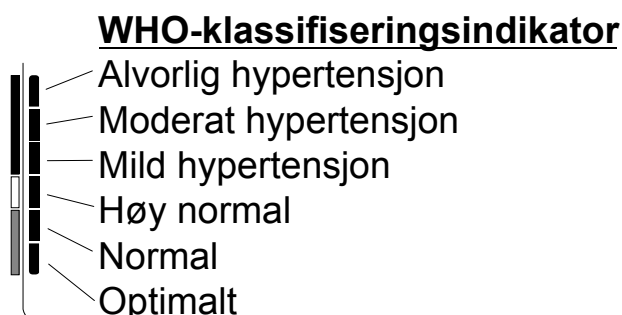 WHO-klassifiseringsindikator
Alvorlig hypertensjon
Moderat hypertensjon
Mild hypertensjon
Høy normal
Normal
Optimalt